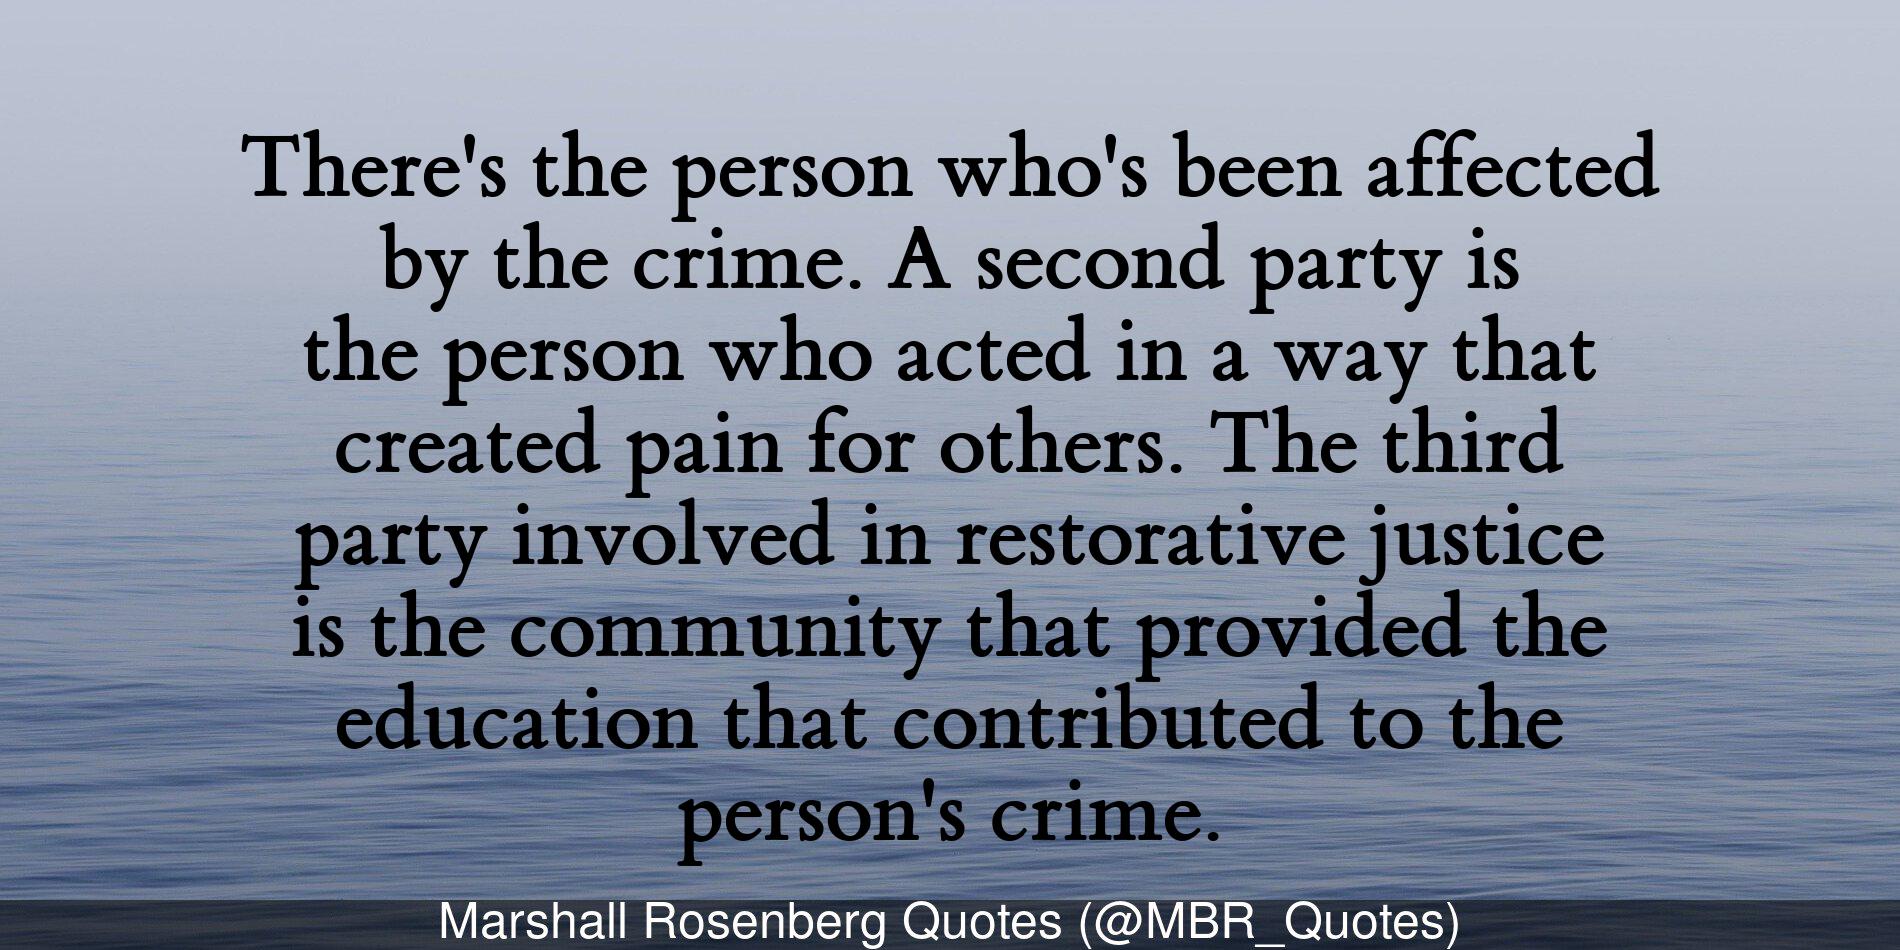 There's the person who's been affected
by the crime. A second party is
the person who acted in a way that
created pain for others. The third
party involved in restorative justice
is the community that provided the
education that contributed to the
person's crime.
Marshall Rosenberg Quotes (@MBR_Quotes)